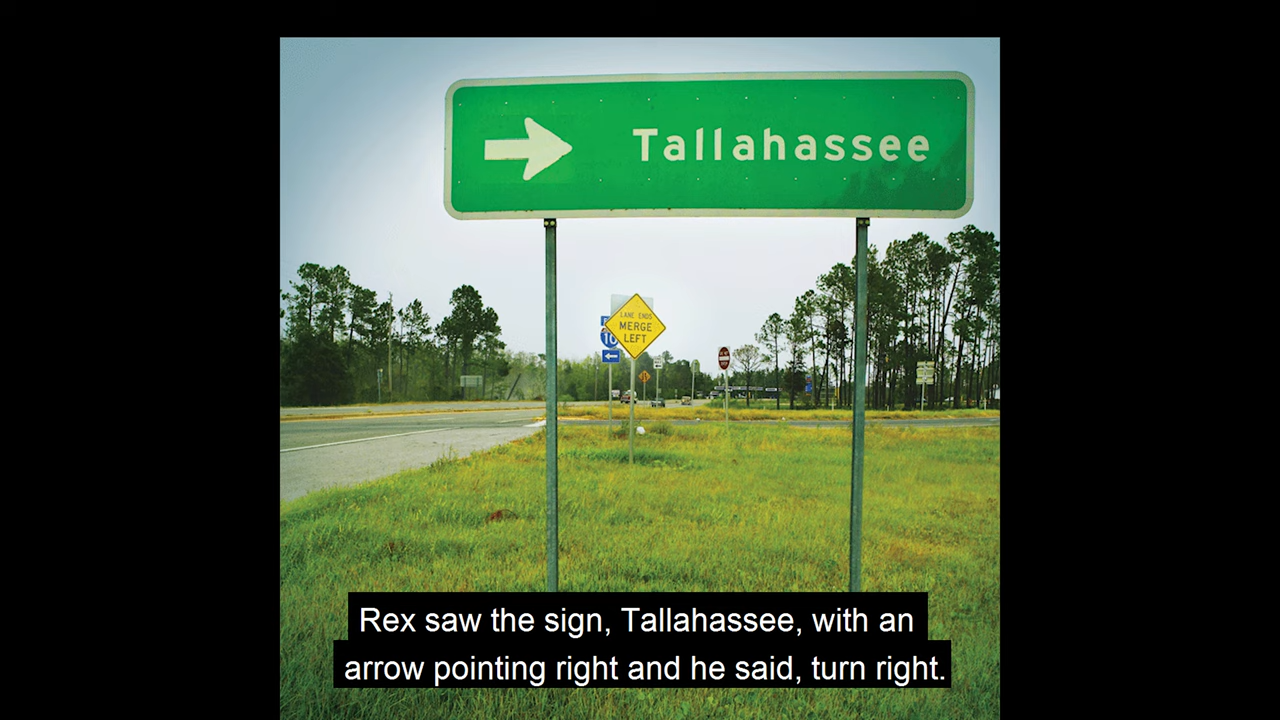 Tallahassee
LANE ENDS
MERGE
LEFT
10
Rex saw the sign, Tallahassee, with an
arrow pointing right and he said, turn right.